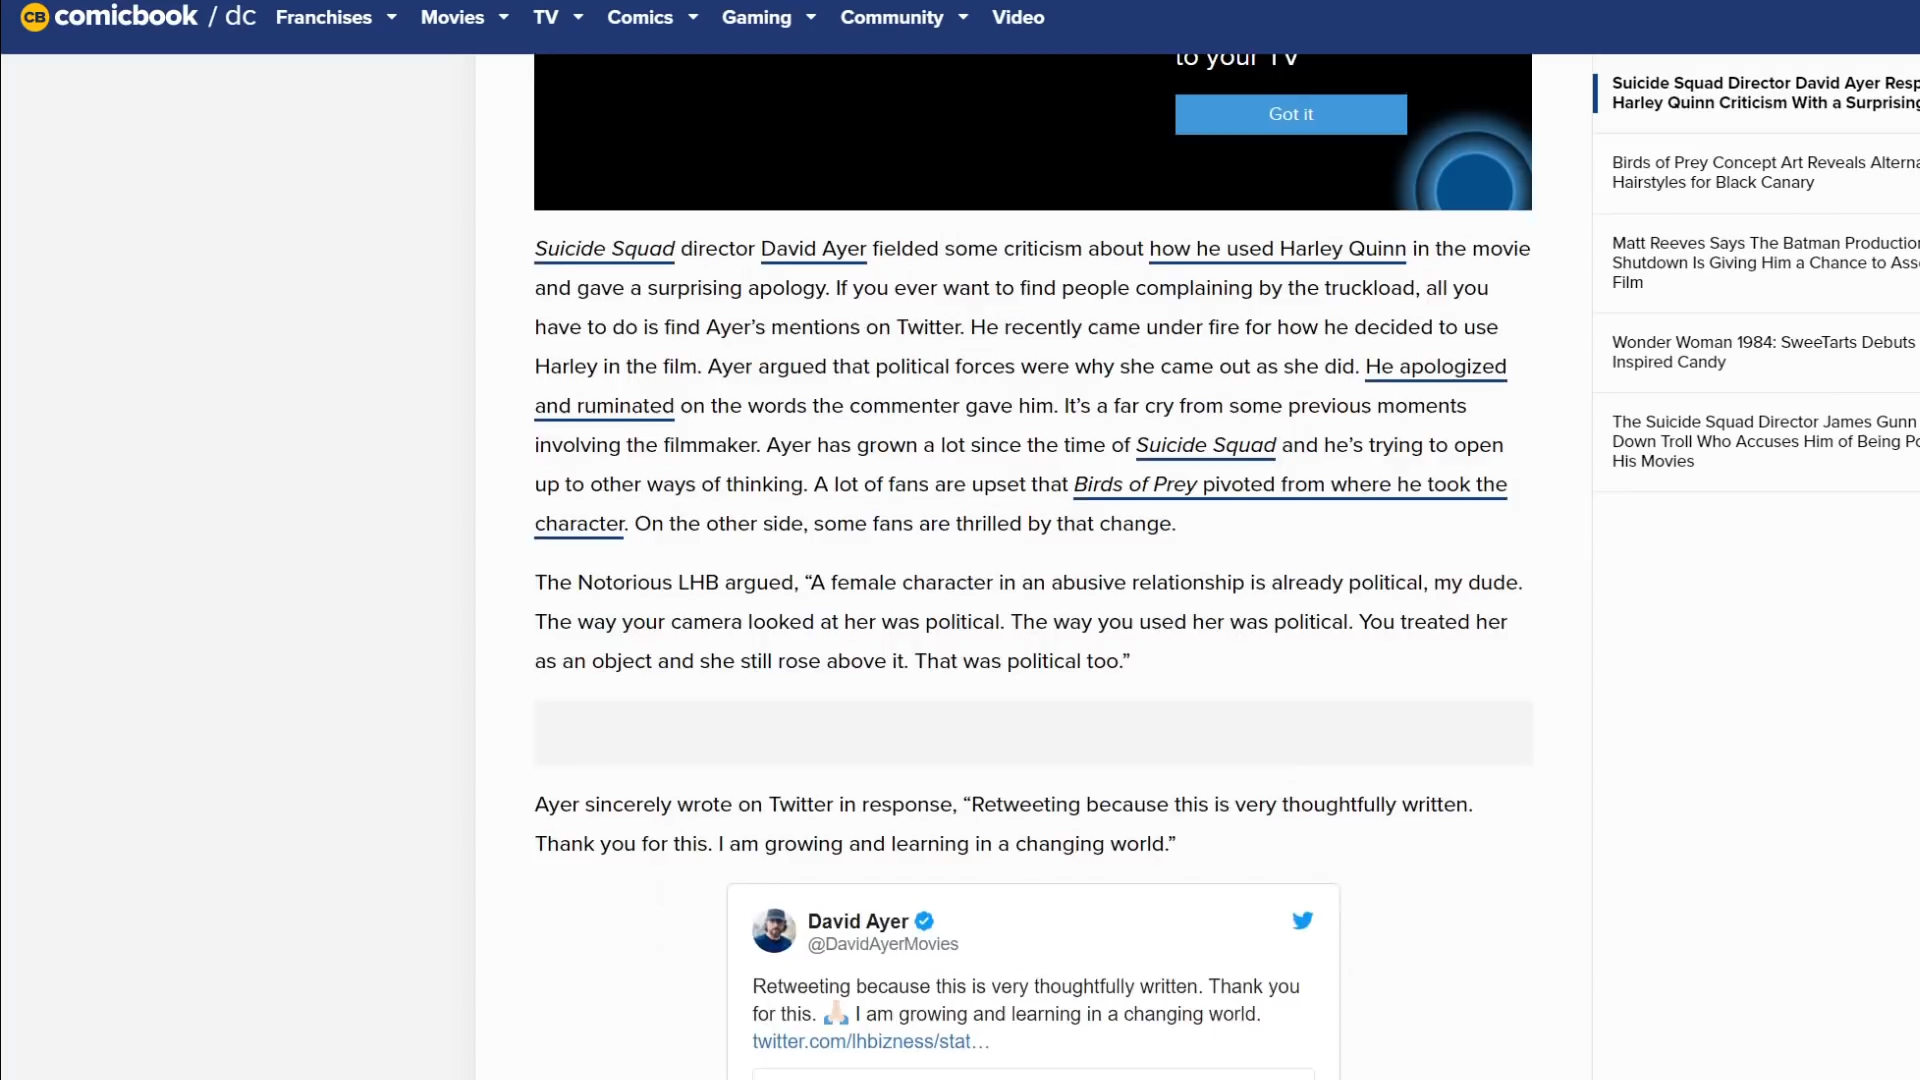 CB comicbook / dc Franchises Movies TV Comics Gaming Community Video
to your TV
Got it
Suicide Squad director David Ayer fielded some criticism about how he used Harley Quinn in the movie
and gave a surprising apology. If you ever want to find people complaining by the truckload, all you
have to do is find Ayer’s mentions on Twitter. He recently came under fire for how he decided to use
Harley in the film. Ayer argued that political forces were why she came out as she did. He apologized
and ruminated on the words the commenter gave him. It’s a far cry from some previous moments
involving the filmmaker. Ayer has grown a lot since the time of Suicide Squad and he’s trying to open
up to other ways of thinking. A lot of fans are upset that Birds of Prey pivoted from where he took the
character. On the other side, some fans are thrilled by that change.
The Notorious LHB argued, “A female character in an abusive relationship is already political, my dude.
The way your camera looked at her was political. The way you used her was political. You treated her
as an object and she still rose above it. That was political too.”
Ayer sincerely wrote on Twitter in response, “Retweeting because this is very thoughtfully written.
Thank you for this. I am growing and learning in a changing world.”
David Ayer
@DavidAyerMovies
Retweeting because this is very thoughtfully written. Thank you
for this. 🙏🏻 I am growing and learning in a changing world.
twitter.com/lhbizness/stat…
Suicide Squad Director David Ayer Resp
Harley Quinn Criticism With a Surprising
Birds of Prey Concept Art Reveals Alterna
Hairstyles for Black Canary
Matt Reeves Says The Batman Production
Shutdown Is Giving Him a Chance to Ass
Film
Wonder Woman 1984: SweeTarts Debuts
Inspired Candy
The Suicide Squad Director James Gunn
Down Troll Who Accuses Him of Being Po
His Movies